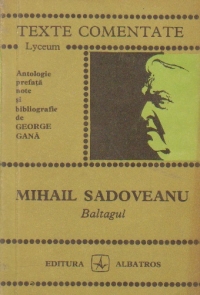 TEXTE COMENTATE
Lyceum
Antologie
prefață
note
și
bibliografie
de
GEORGE
GANĂ
MIHAIL SADOVEANU
Baltagul
EDITURA ALBATROS